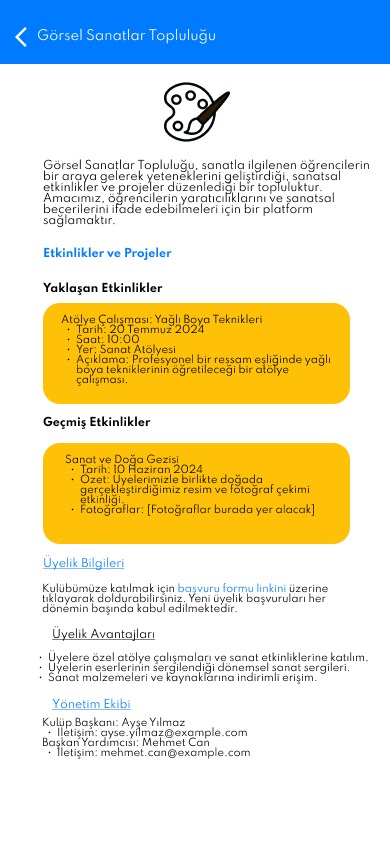 Görsel Sanatlar Topluluğu
Görsel Sanatlar Topluluğu, sanatla ilgilenen öğrencilerin
bir araya gelerek yeteneklerini geliştirdiği, sanatsal
etkinlikler ve projeler düzenlediği bir topluluktur.
Amacımız, öğrencilerin yaratıcılıklarını ve sanatsal
becerilerini ifade edebilmeleri için bir platform
sağlamaktır.
Etkinlikler ve Projeler
Yaklaşan Etkinlikler
Atölye Çalışması: Yağlı Boya Teknikleri
• Tarih: 20 Temmuz 2024
• Saat: 10:00
• Yer: Sanat Atölyesi
• Açıklama: Profesyonel bir ressam eşliğinde yağlı
boya tekniklerinin öğretileceği bir atölye
çalışması.
Geçmiş Etkinlikler
Sanat ve Doğa Gezisi
• Tarih: 10 Haziran 2024
• Özet: Üyelerimizle birlikte doğada
gerçekleştirdiğimiz resim ve fotoğraf çekimi
etkinliği.
• Fotoğraflar: [Fotoğraflar burada yer alacak]
Üyelik Bilgileri
Kulübümüze katılmak için başvuru formu linkini üzerine
tıklayarak doldurabilirsiniz. Yeni üyelik başvuruları her
dönemin başında kabul edilmektedir.
Üyelik Avantajları
• Üyelere özel atölye çalışmaları ve sanat etkinliklerine katılım.
• Üyelerin eserlerinin sergilendiği dönemsel sanat sergileri.
• Sanat malzemeleri ve kaynaklarına indirimli erişim.
Yönetim Ekibi
Kulüp Başkanı: Ayşe Yılmaz
• İletişim: ayse.yilmaz@example.com
Başkan Yardımcısı: Mehmet Can
• İletişim: mehmet.can@example.com